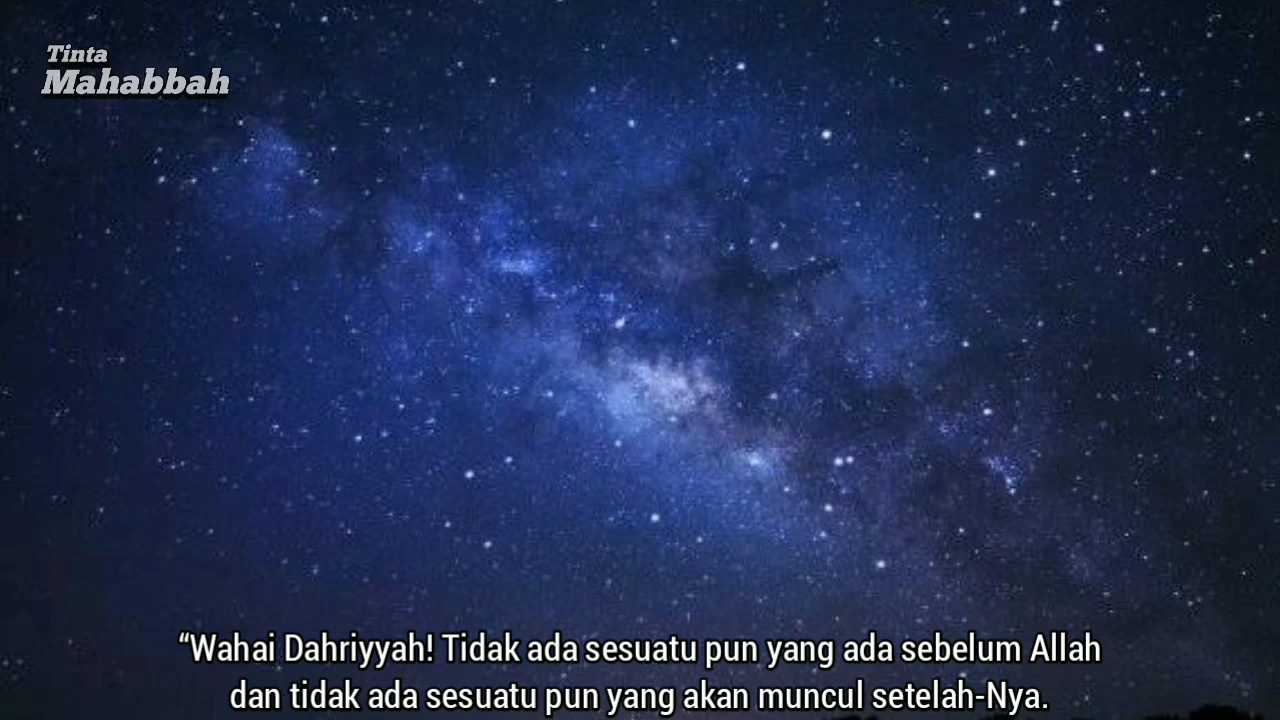 Tinta
Mahabbah
“Wahai Dahriyyah! Tidak ada sesuatu pun yang ada sebelum Allah
dan tidak ada sesuatu pun yang akan muncul setelah-Nya.